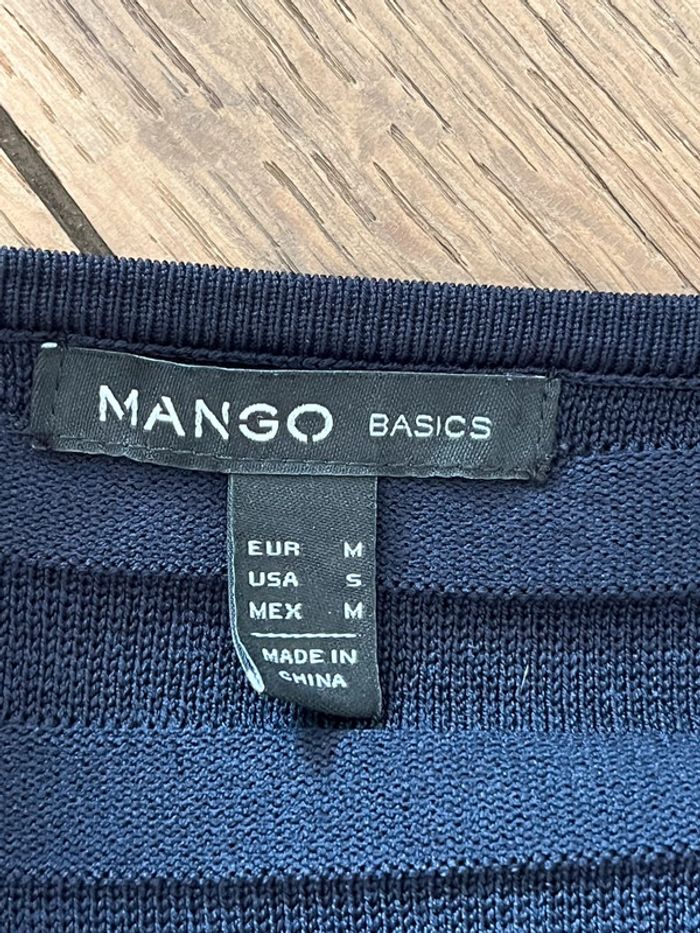 MANGO BASICS
EUR M
USA S
MEX M
MADE IN
CHINA